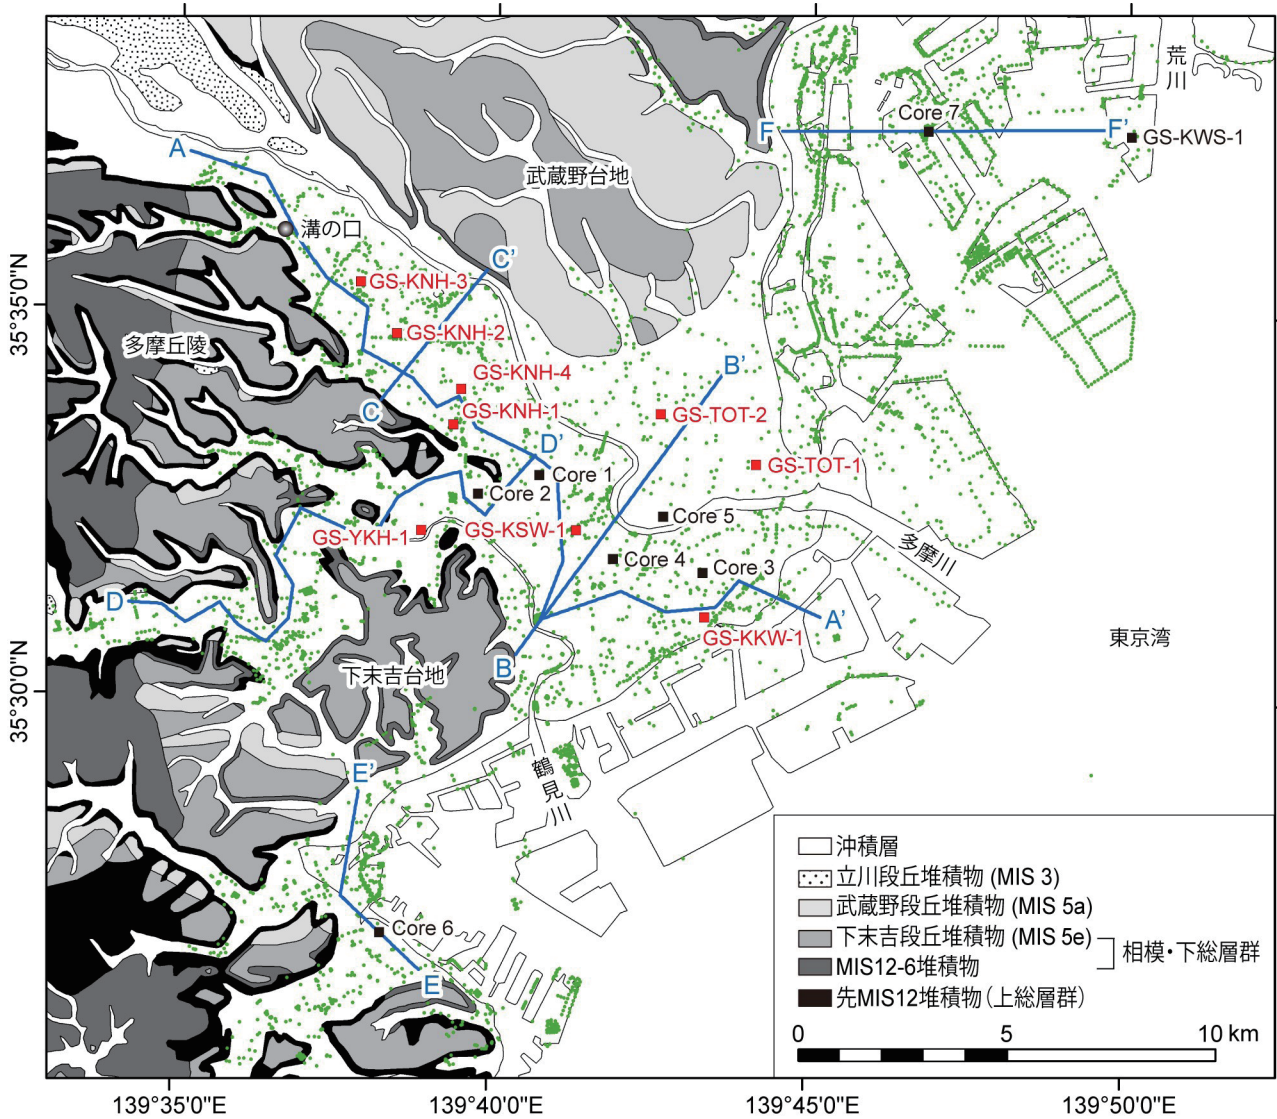 荒川
Core 7
F
F'
GS-KWS-1
A
武蔵野台地
溝の口
C'
GS-KNH-3
35°35'0"N
GS-KNH-2
多摩丘陵
B'
GS-KNH-4
C
GS-KNH-1
GS-TOT-2
D'
GS-TOT-1
Core 1
Core 2
Core 5
GS-YKH-1
GS-KSW-1
多摩川
Core 4
Core 3
D
A'
GS-KKW-1
東京湾
B
下末吉台地
35°30'0"N
E'
鶴見川
沖積層
立川段丘堆積物 (MIS 3)
武蔵野段丘堆積物 (MIS 5a)
下末吉段丘堆積物 (MIS 5e)
相模・下総層群
MIS12-6堆積物
先MIS12堆積物(上総層群)
Core 6
E
0 5 10 km
139°35'0"E 139°40'0"E 139°45'0"E 139°50'0"E